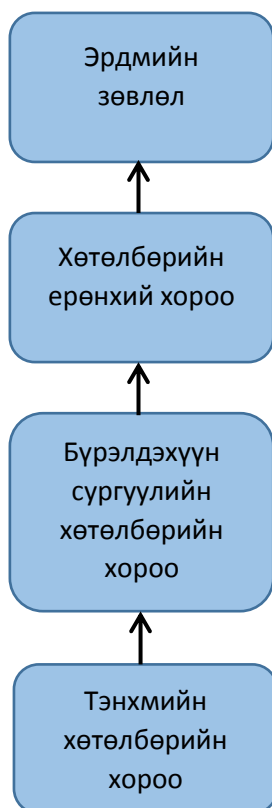 Эрдмийн
зөвлөл
Хөтөлбөрийн
ерөнхий хороо
Бүрэлдэхүүн
сургуулийн
хөтөлбөрийн
хороо
Тэнхмийн
хөтөлбөрийн
хороо